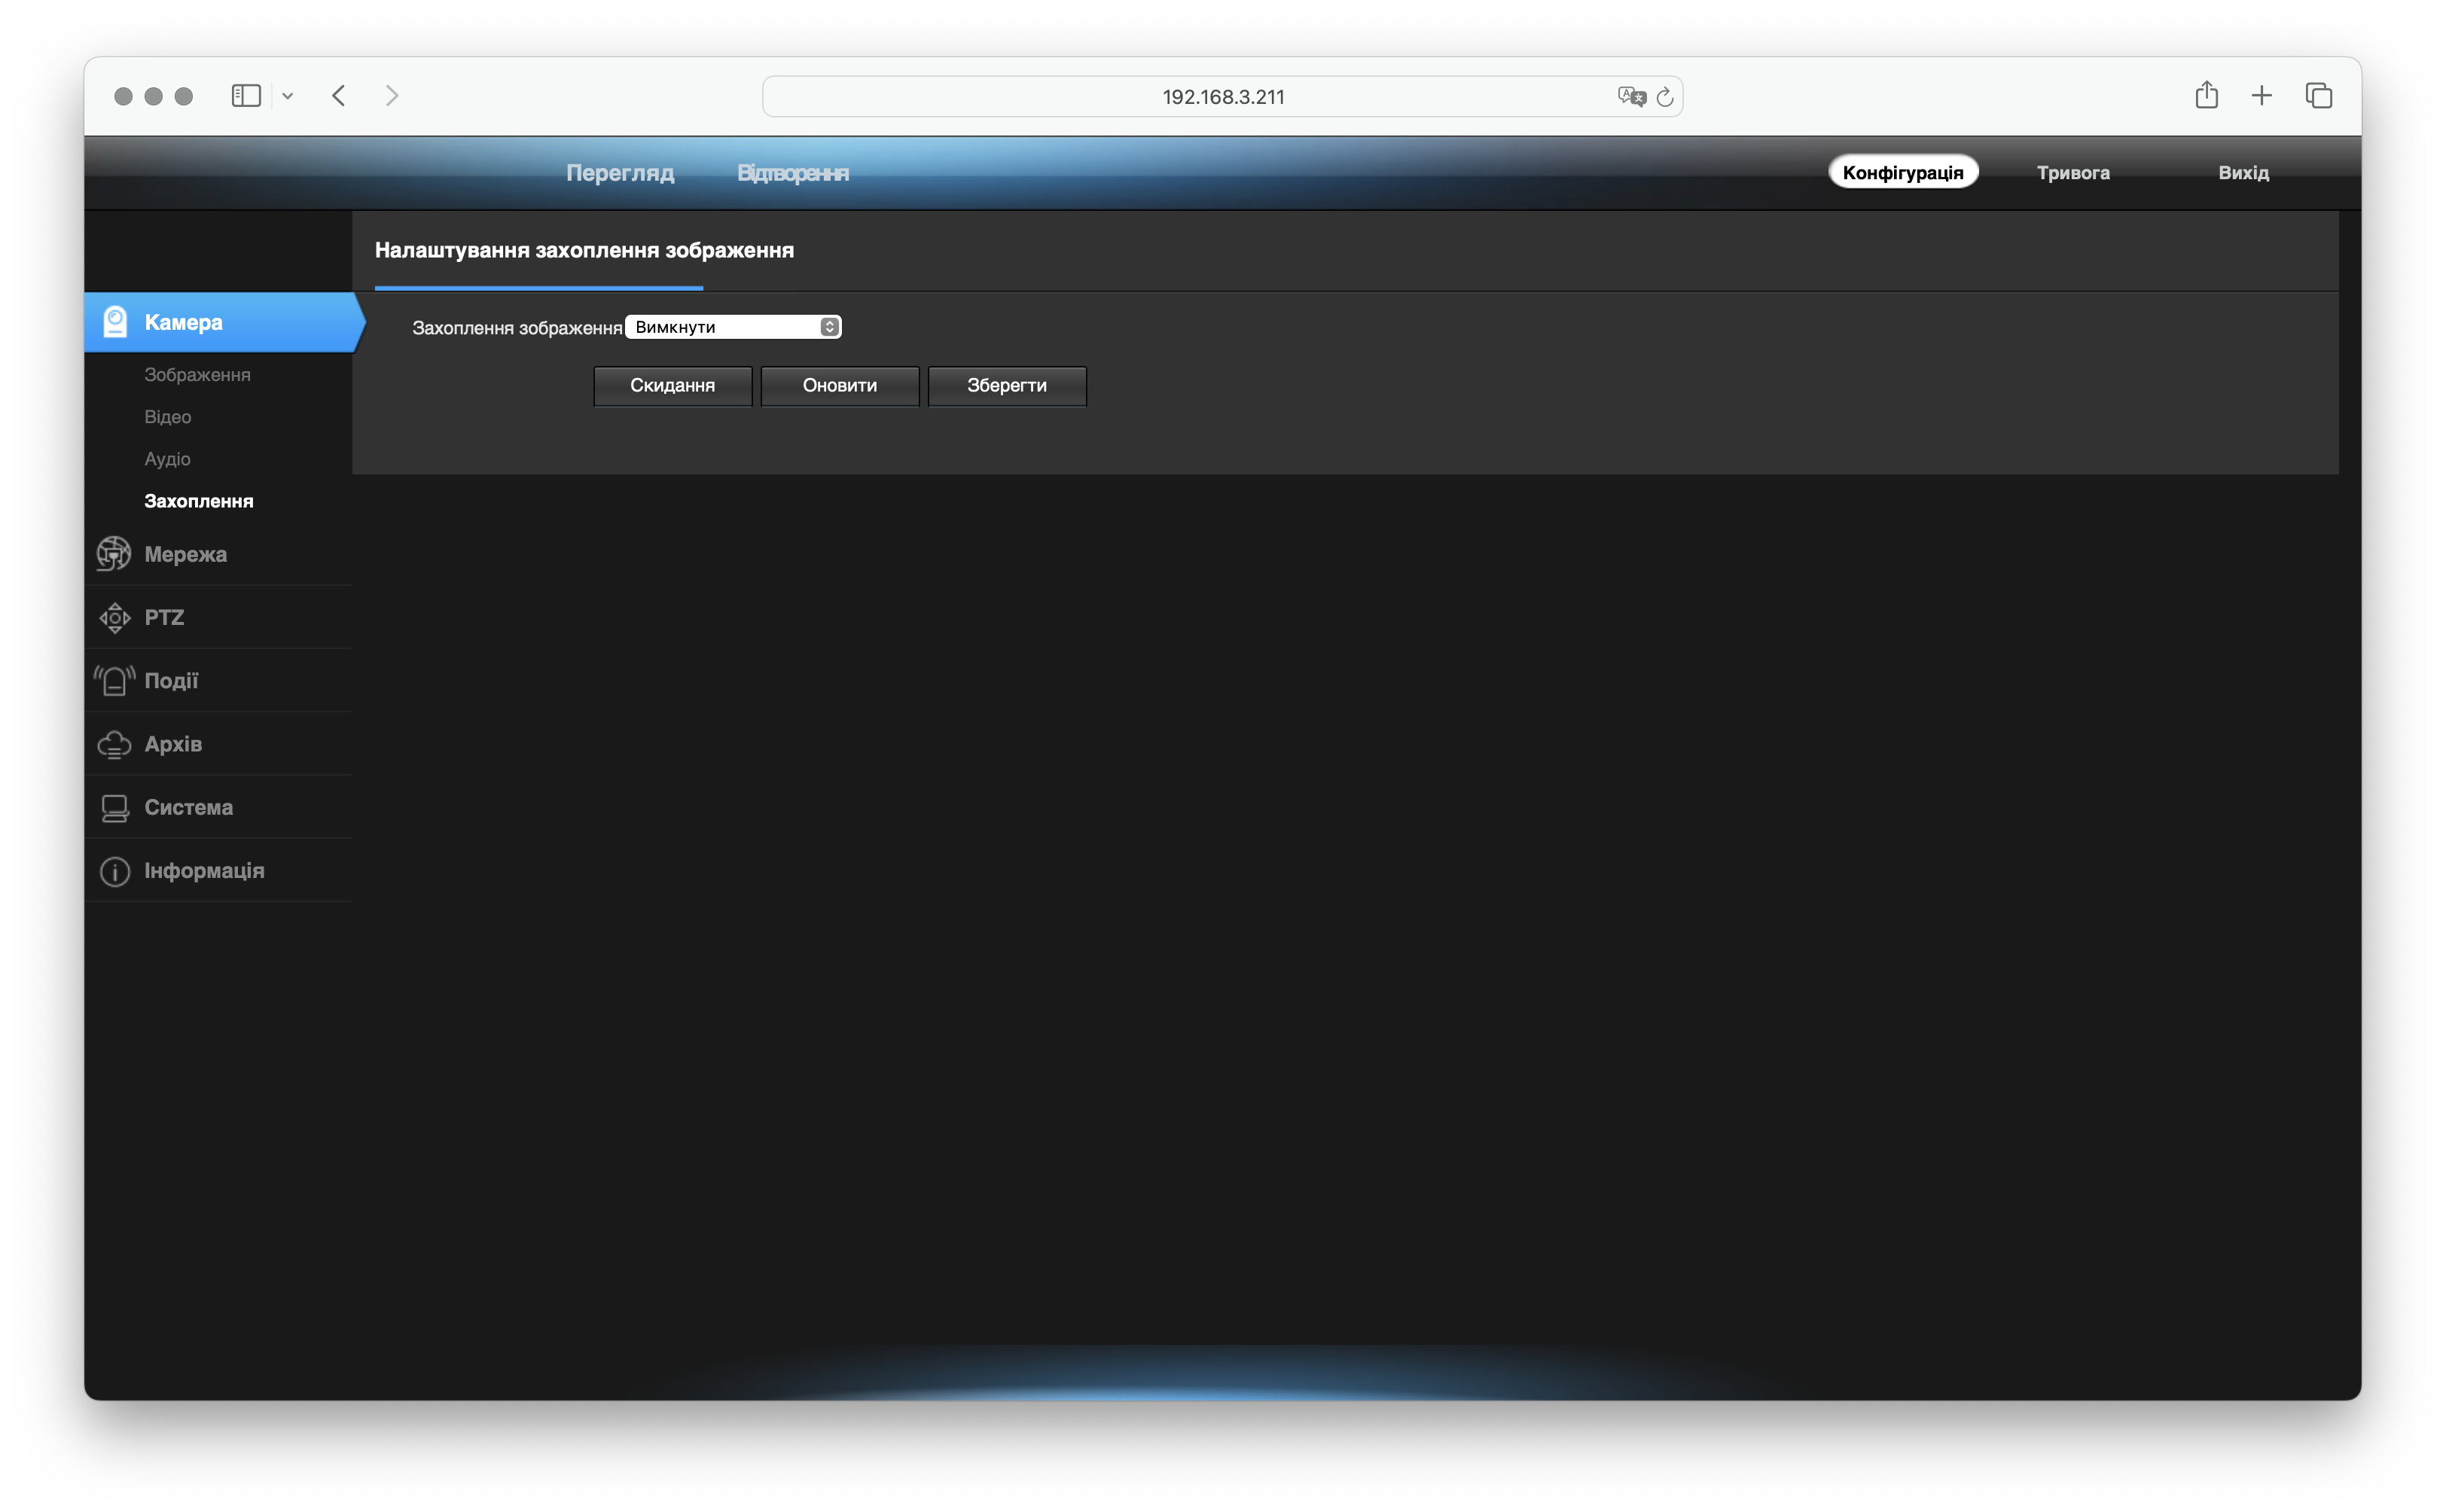 192.168.3.211
Перегляд Відтворення Конфігурація Тривога Вихід
Налаштування захоплення зображення
Камера
Захоплення зображення Вимкнути
Скидання Оновити Зберегти
Зображення
Відео
Аудіо
Захоплення
Мережа
PTZ
Події
Архів
Система
Інформація